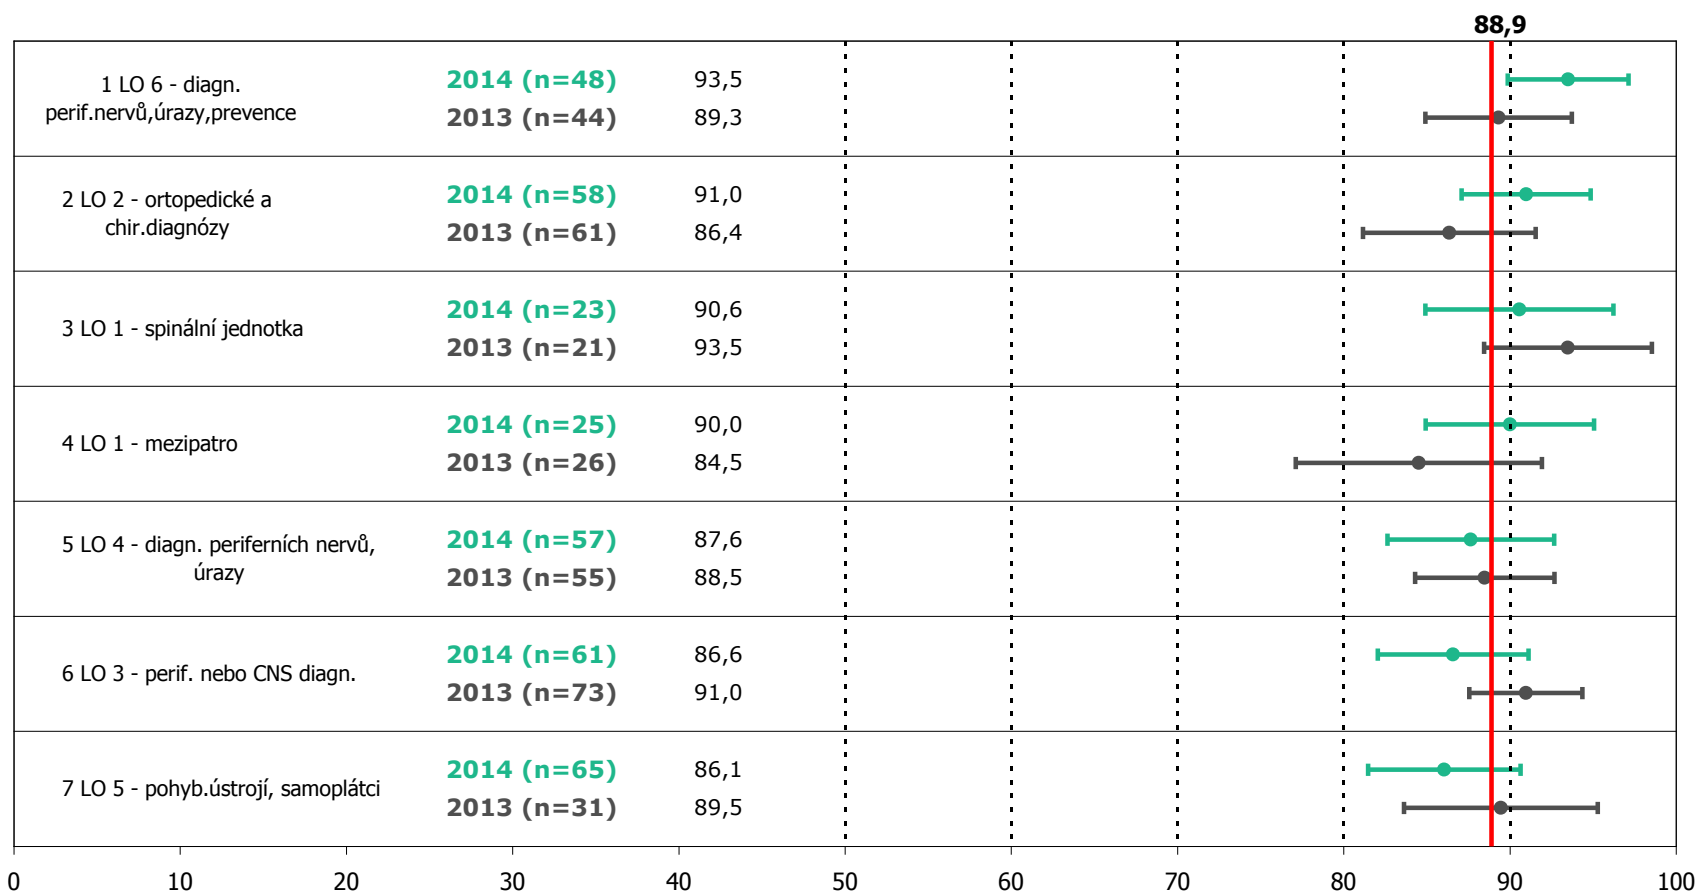 88,9
1 LO 6 - diagn.
perif.nervů,úrazy,prevence
2014 (n=48) 93,5
2013 (n=44) 89,3
2 LO 2 - ortopedické a
chir.diagnózy
2014 (n=58) 91,0
2013 (n=61) 86,4
3 LO 1 - spinální jednotka
2014 (n=23) 90,6
2013 (n=21) 93,5
4 LO 1 - mezipatro
2014 (n=25) 90,0
2013 (n=26) 84,5
5 LO 4 - diagn. periferních nervů,
úrazy
2014 (n=57) 87,6
2013 (n=55) 88,5
6 LO 3 - perif. nebo CNS diagn.
2014 (n=61) 86,6
2013 (n=73) 91,0
7 LO 5 - pohyb.ústrojí, samoplátci
2014 (n=65) 86,1
2013 (n=31) 89,5
0 10 20 30 40 50 60 70 80 90 100